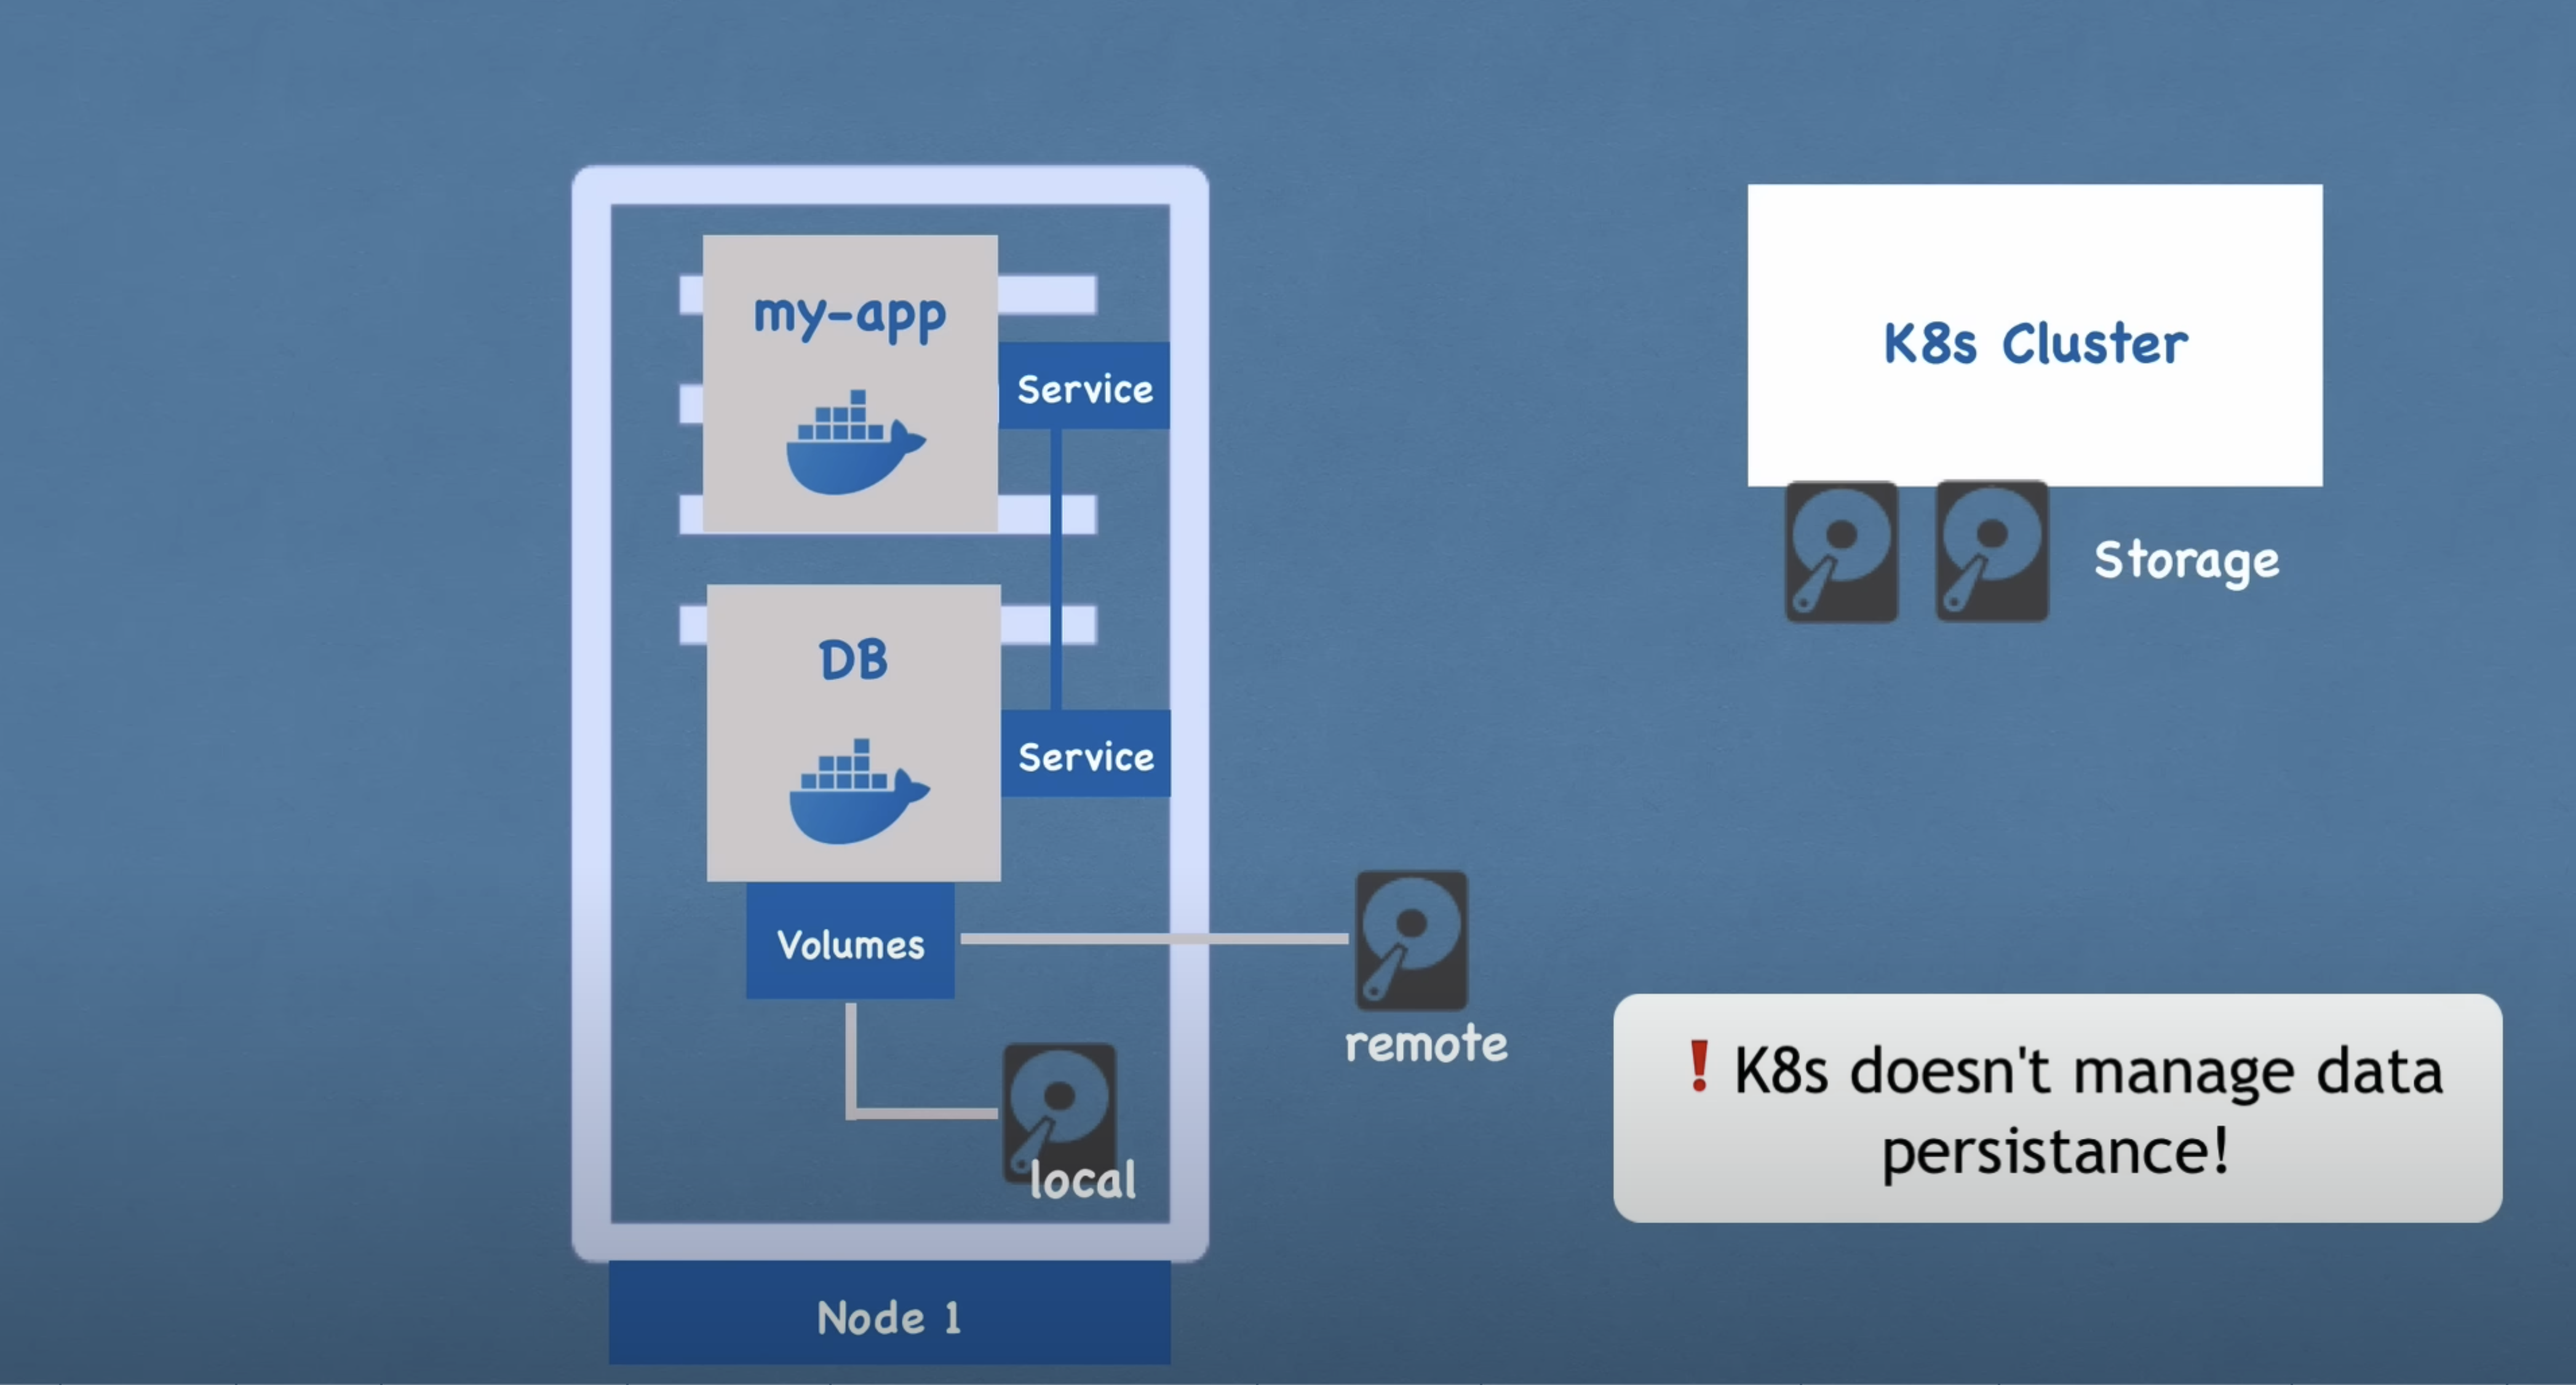 my-app
Service
DB
Service
Volumes
local
remote
Node 1
K8s Cluster
Storage
❗K8s doesn't manage data
persistance!